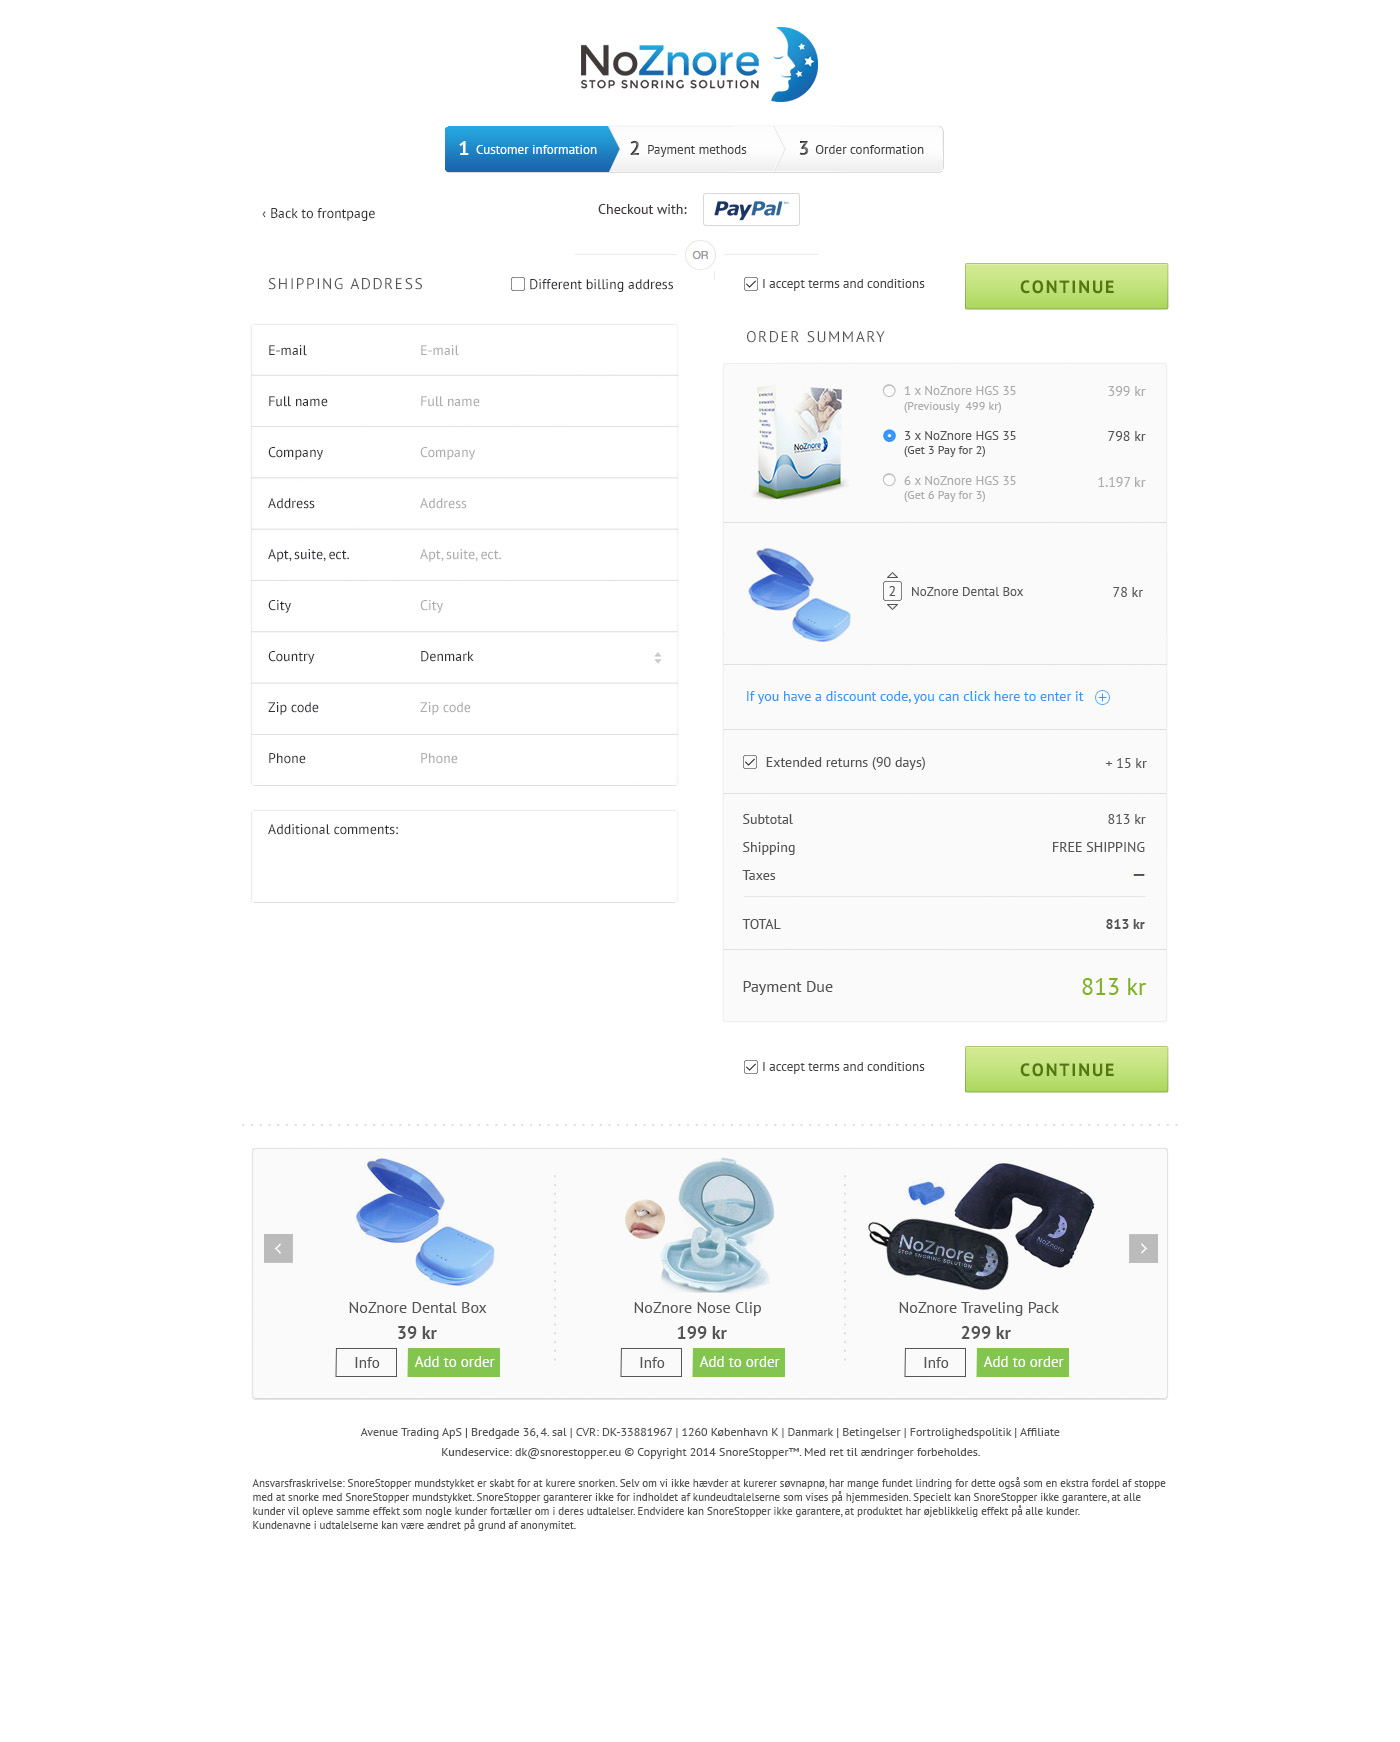 NoZnore
STOP SNORING SOLUTION
1 Customer information
2 Payment methods
3 Order conformation
‹ Back to frontpage
Checkout with: PayPal™
OR
SHIPPING ADDRESS
Different billing address
I accept terms and conditions
CONTINUE
E-mail E-mail
Full name Full name
Company Company
Address Address
Apt, suite, ect. Apt, suite, ect.
City City
Country Denmark
Zip code Zip code
Phone Phone
Additional comments:
ORDER SUMMARY
NoZnore
1 x NoZnore HGS 35 399 kr
(Previously 499 kr)
3 x NoZnore HGS 35 798 kr
(Get 3 Pay for 2)
6 x NoZnore HGS 35 1.197 kr
(Get 6 Pay for 3)
2 NoZnore Dental Box 78 kr
If you have a discount code, you can click here to enter it
Extended returns (90 days) + 15 kr
Subtotal 813 kr
Shipping FREE SHIPPING
Taxes —
TOTAL 813 kr
Payment Due 813 kr
I accept terms and conditions
CONTINUE
NoZnore
STOP SNORING SOLUTION
NoZnore
NoZnore Dental Box
39 kr
Info Add to order
NoZnore Nose Clip
199 kr
Info Add to order
NoZnore Traveling Pack
299 kr
Info Add to order
Avenue Trading ApS | Bredgade 36, 4. sal | CVR: DK-33881967 | 1260 København K | Danmark | Betingelser | Fortrolighedspolitik | Affiliate
Kundeservice: dk@snorestopper.eu © Copyright 2014 SnoreStopper™. Med ret til ændringer forbeholdes.
Ansvarsfraskrivelse: SnoreStopper mundstykket er skabt for at kurere snorken. Selv om vi ikke hævder at kurerer søvnapnø, har mange fundet lindring for dette også som en ekstra fordel af stoppe
med at snorke med SnoreStopper mundstykket. SnoreStopper garanterer ikke for indholdet af kundeudtalelserne som vises på hjemmesiden. Specielt kan SnoreStopper ikke garantere, at alle
kunder vil opleve samme effekt som nogle kunder fortæller om i deres udtalelser. Endvidere kan SnoreStopper ikke garantere, at produktet har øjeblikkelig effekt på alle kunder.
Kundenavne i udtalelserne kan være ændret på grund af anonymitet.